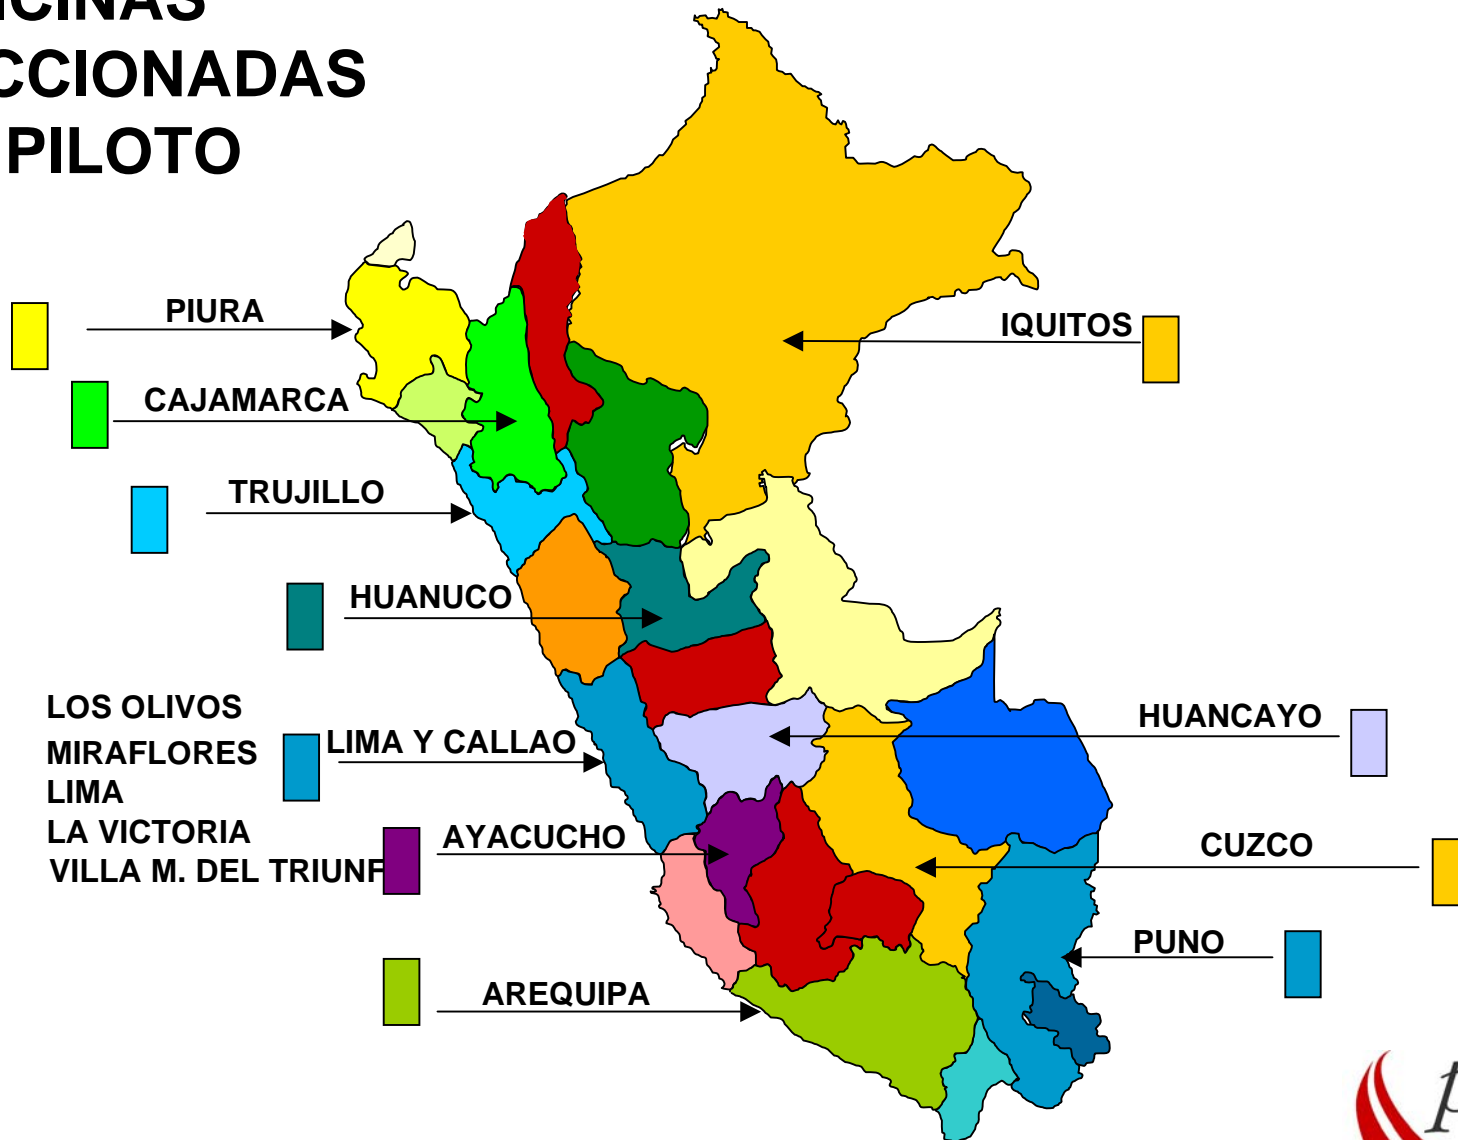 ICINAS
CCIONADAS
PILOTO
PIURA
IQUITOS
CAJAMARCA
TRUJILLO
HUANUCO
LOS OLIVOS
MIRAFLORES
LIMA
LA VICTORIA
VILLA M. DEL TRIUNF
LIMA Y CALLAO
HUANCAYO
AYACUCHO
CUZCO
PUNO
AREQUIPA
p